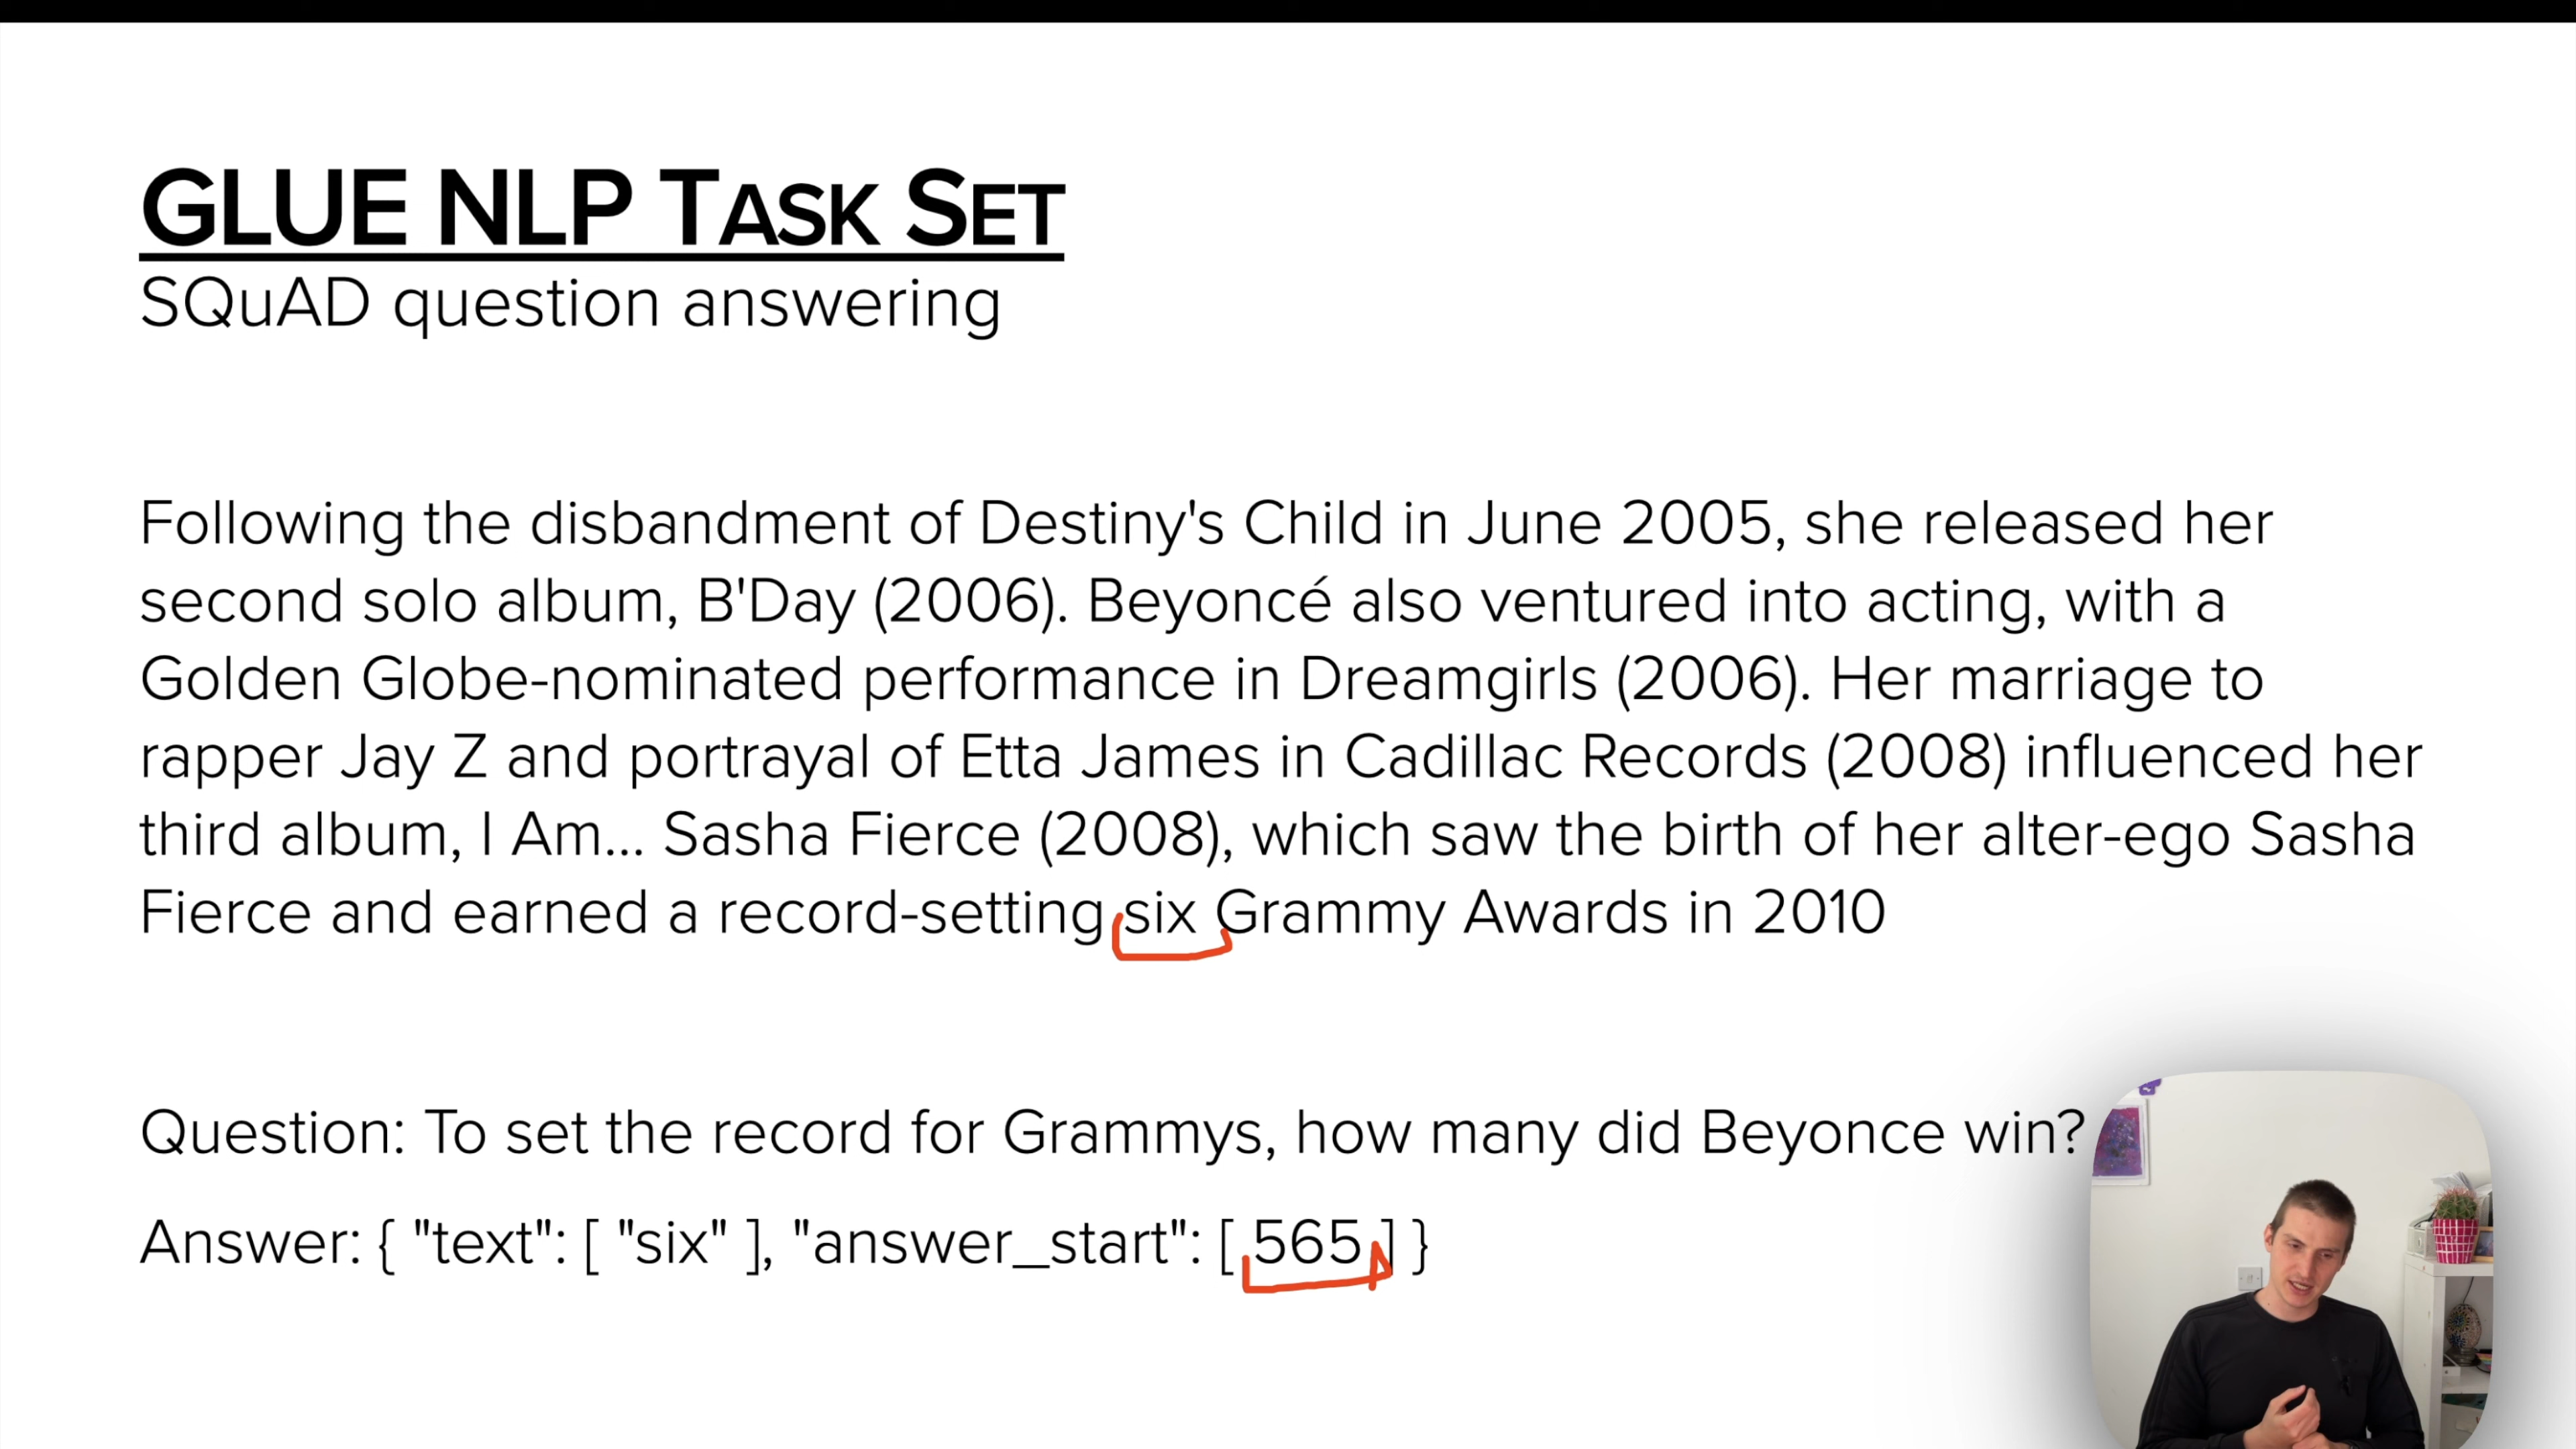 GLUE NLP TASK SET
SQuAD question answering
Following the disbandment of Destiny's Child in June 2005, she released her
second solo album, B'Day (2006). Beyoncé also ventured into acting, with a
Golden Globe-nominated performance in Dreamgirls (2006). Her marriage to
rapper Jay Z and portrayal of Etta James in Cadillac Records (2008) influenced her
third album, I Am... Sasha Fierce (2008), which saw the birth of her alter-ego Sasha
Fierce and earned a record-setting six Grammy Awards in 2010
Question: To set the record for Grammys, how many did Beyonce win?
Answer: { "text": [ "six" ], "answer_start": [ 565 ] }